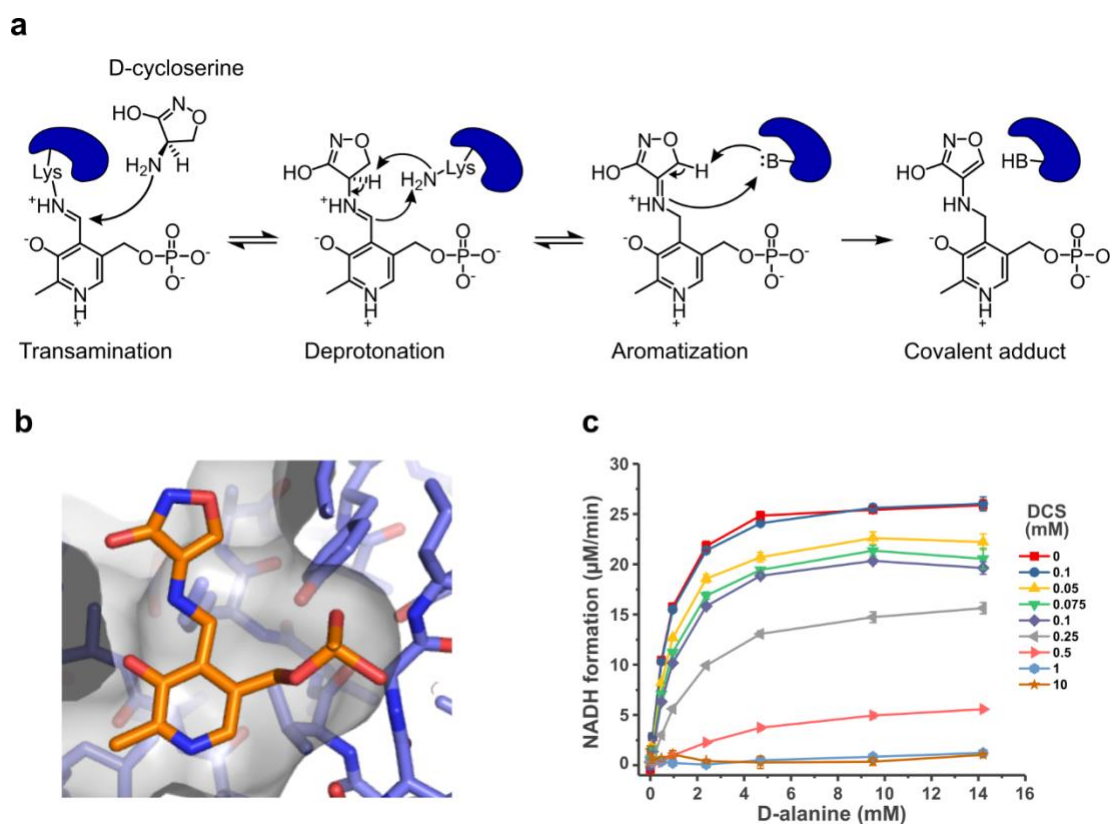 a
D-cycloserine
HO N O
H₂N H
Lys
+HN
-O
O P O-
O-
O
N
H
+
N O
HO
H
H₂N-Lys
+HN
-O
O P O-
O-
O
N
H
+
N O
HO
H
:B
+HN
-O
O P O-
O-
O
N
H
+
N O
HO
HB
HN
-O
O P O-
O-
O
N
H
+
Transamination
Deprotonation
Aromatization
Covalent adduct
b
c
NADH formation (µM/min)
30
25
20
15
10
5
0
0 2 4 6 8 10 12 14 16
D-alanine (mM)
DCS
(mM)
0
0.1
0.05
0.075
0.1
0.25
0.5
1
10